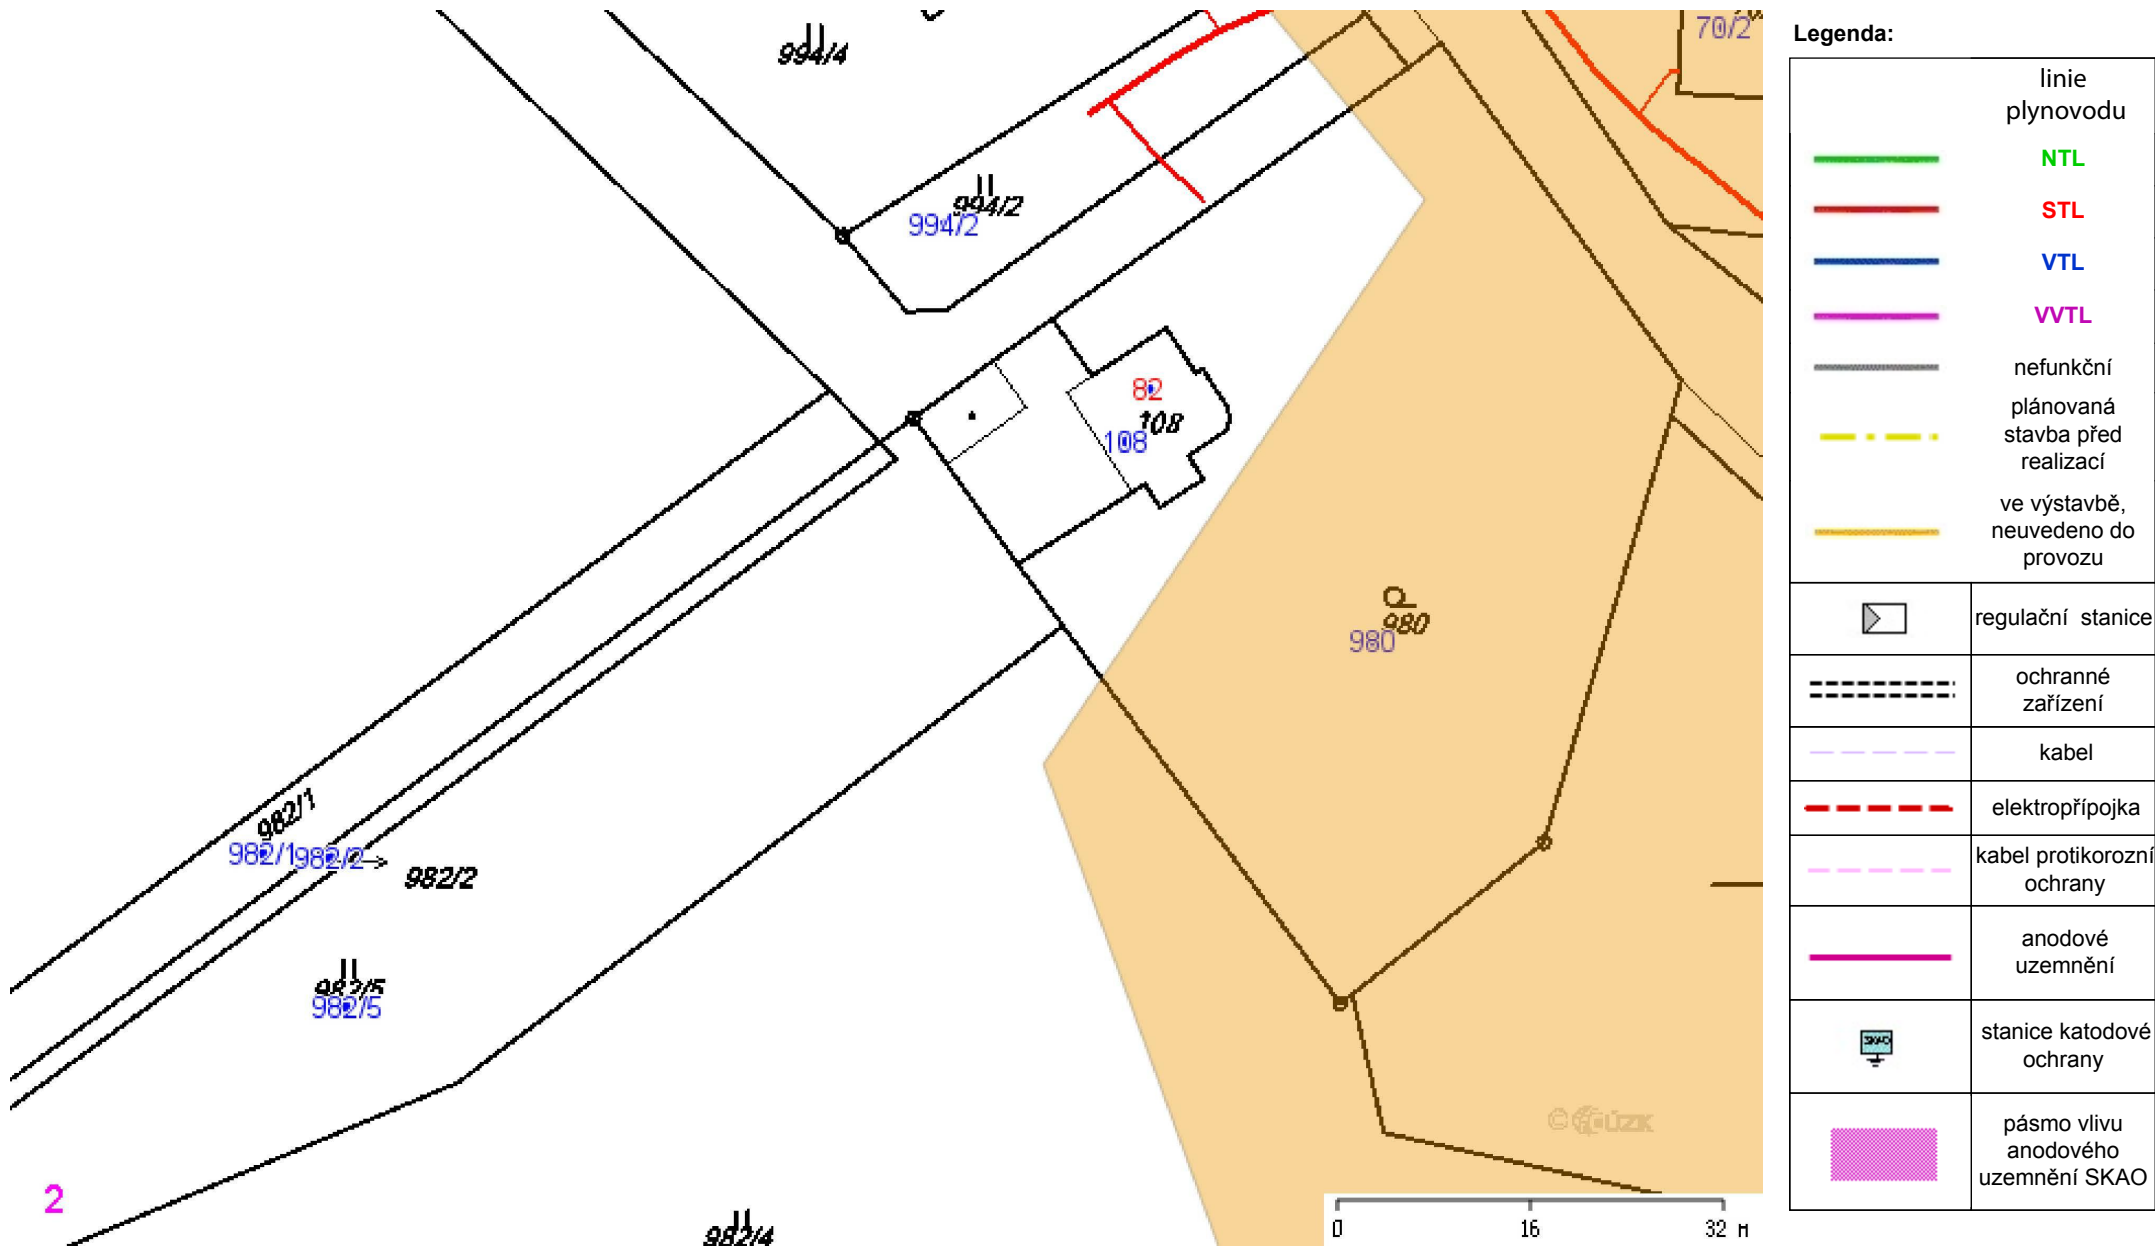 994/4
70/2
994/2
994/2
82
108
108
980
980
982/1
982/1
982/2
982/2
982/5
982/5
2
982/4
0 16 32 M
Legenda:
linie
plynovodu
NTL
STL
VTL
VVTL
nefunkční
plánovaná
stavba před
realizací
ve výstavbě,
neuvedeno do
provozu
regulační stanice
ochranné
zařízení
kabel
elektropřípojka
kabel protikorozní
ochrany
anodové
uzemnění
SKAO
stanice katodové
ochrany
pásmo vlivu
anodového
uzemnění SKAO